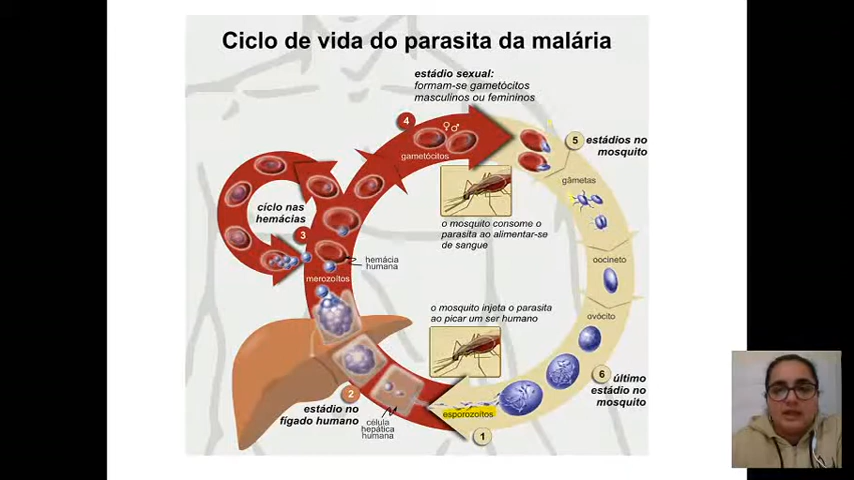 Ciclo de vida do parasita da malária
estádio sexual:
formam-se gametócitos
masculinos ou femininos
4
♀♂
gametócitos
5
estádios no
mosquito
gâmetas
ciclo nas
hemácias
3
o mosquito consome o
parasita ao alimentar-se
de sangue
hemácia
humana
merozoítos
oocineto
o mosquito injeta o parasita
ao picar um ser humano
ovócito
6
último
estádio no
mosquito
2
estádio no
fígado humano
célula
hepática
humana
esporozoítos
1